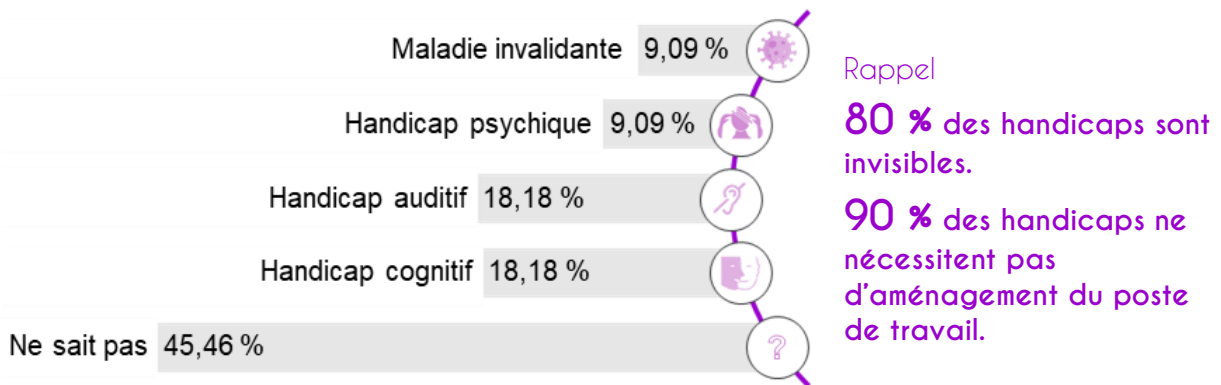 Maladie invalidante 9,09 %
Handicap psychique 9,09 %
Handicap auditif 18,18 %
Handicap cognitif 18,18 %
Ne sait pas 45,46 %
?
Rappel
80 % des handicaps sont
invisibles.
90 % des handicaps ne
nécessitent pas
d'aménagement du poste
de travail.